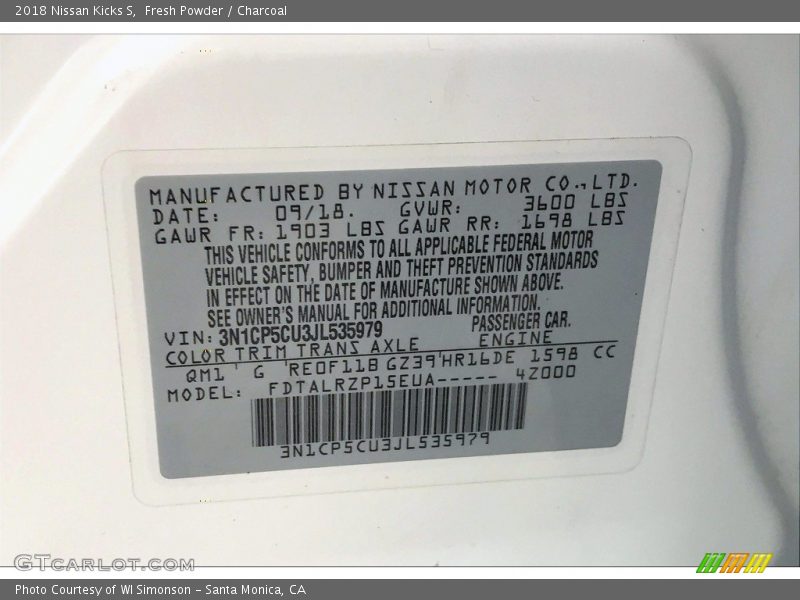 2018 Nissan Kicks S, Fresh Powder / Charcoal
MANUFACTURED BY NISSAN MOTOR CO., LTD.
DATE: 09/18. GVWR: 3600 LBS
GAWR FR: 1903 LBS GAWR RR: 1698 LBS
THIS VEHICLE CONFORMS TO ALL APPLICABLE FEDERAL MOTOR
VEHICLE SAFETY, BUMPER AND THEFT PREVENTION STANDARDS
IN EFFECT ON THE DATE OF MANUFACTURE SHOWN ABOVE.
SEE OWNER'S MANUAL FOR ADDITIONAL INFORMATION.
VIN: 3N1CP5CU3JL535979 PASSENGER CAR.
COLOR TRIM TRANS AXLE ENGINE
QM1 ' G 'RE0F11B GZ39'HR16DE 1598 CC
MODEL: FDTALRZP15EUA----- 4Z000
3N1CP5CU3JL535979
GTCARLOT.COM
Photo Courtesy of WI Simonson - Santa Monica, CA